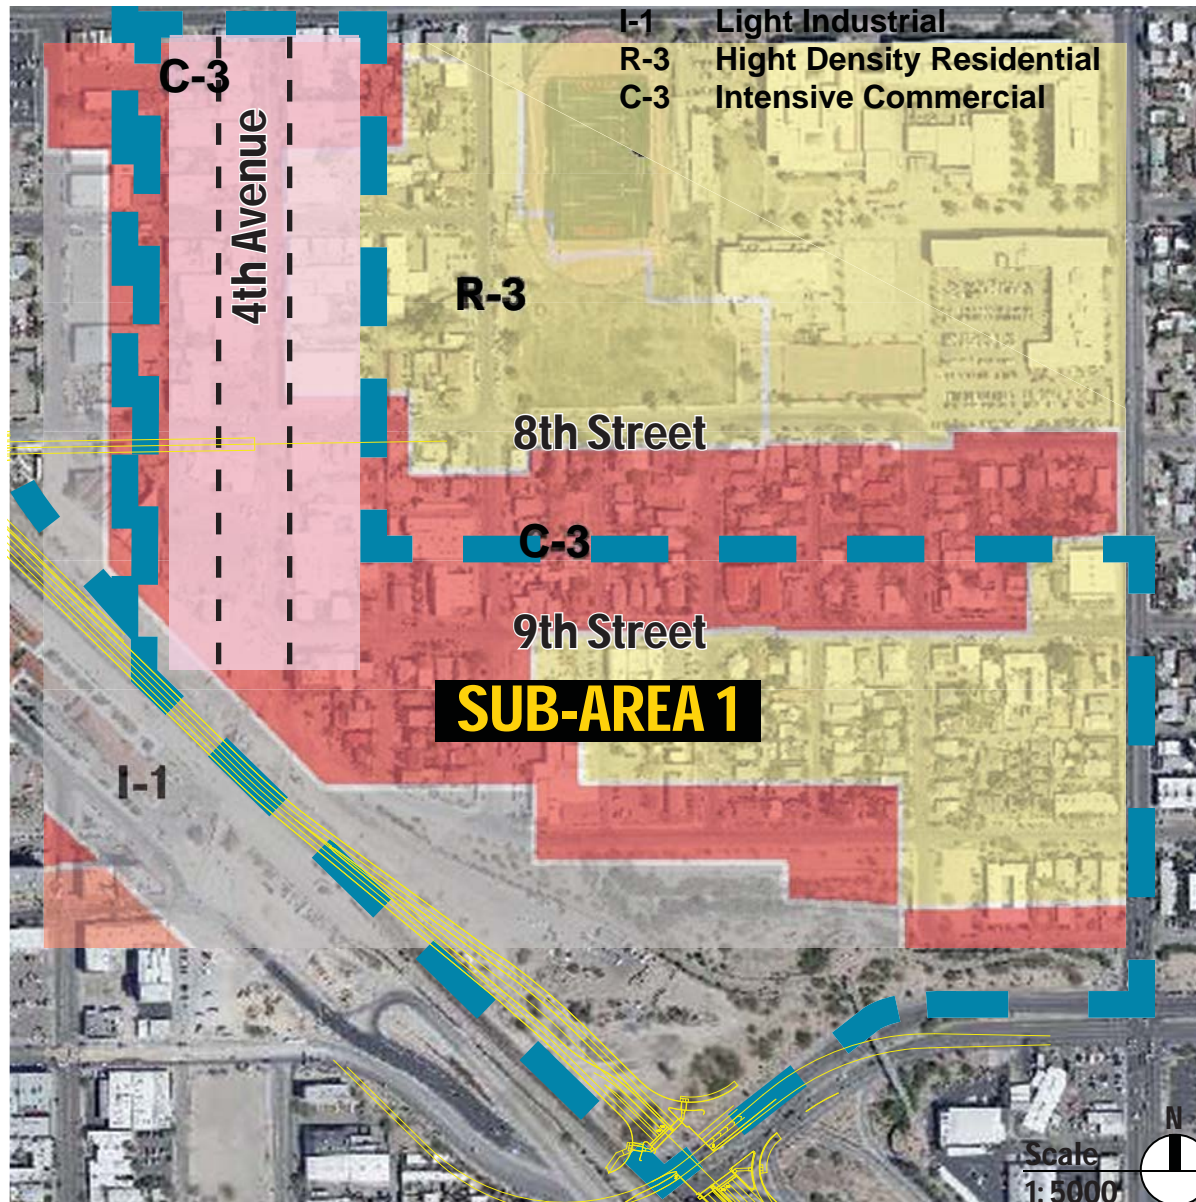 I-1 Light Industrial
R-3 Hight Density Residential
C-3 Intensive Commercial
C-3
4th Avenue
R-3
8th Street
C-3
9th Street
SUB-AREA 1
I-1
N
Scale
1: 5000